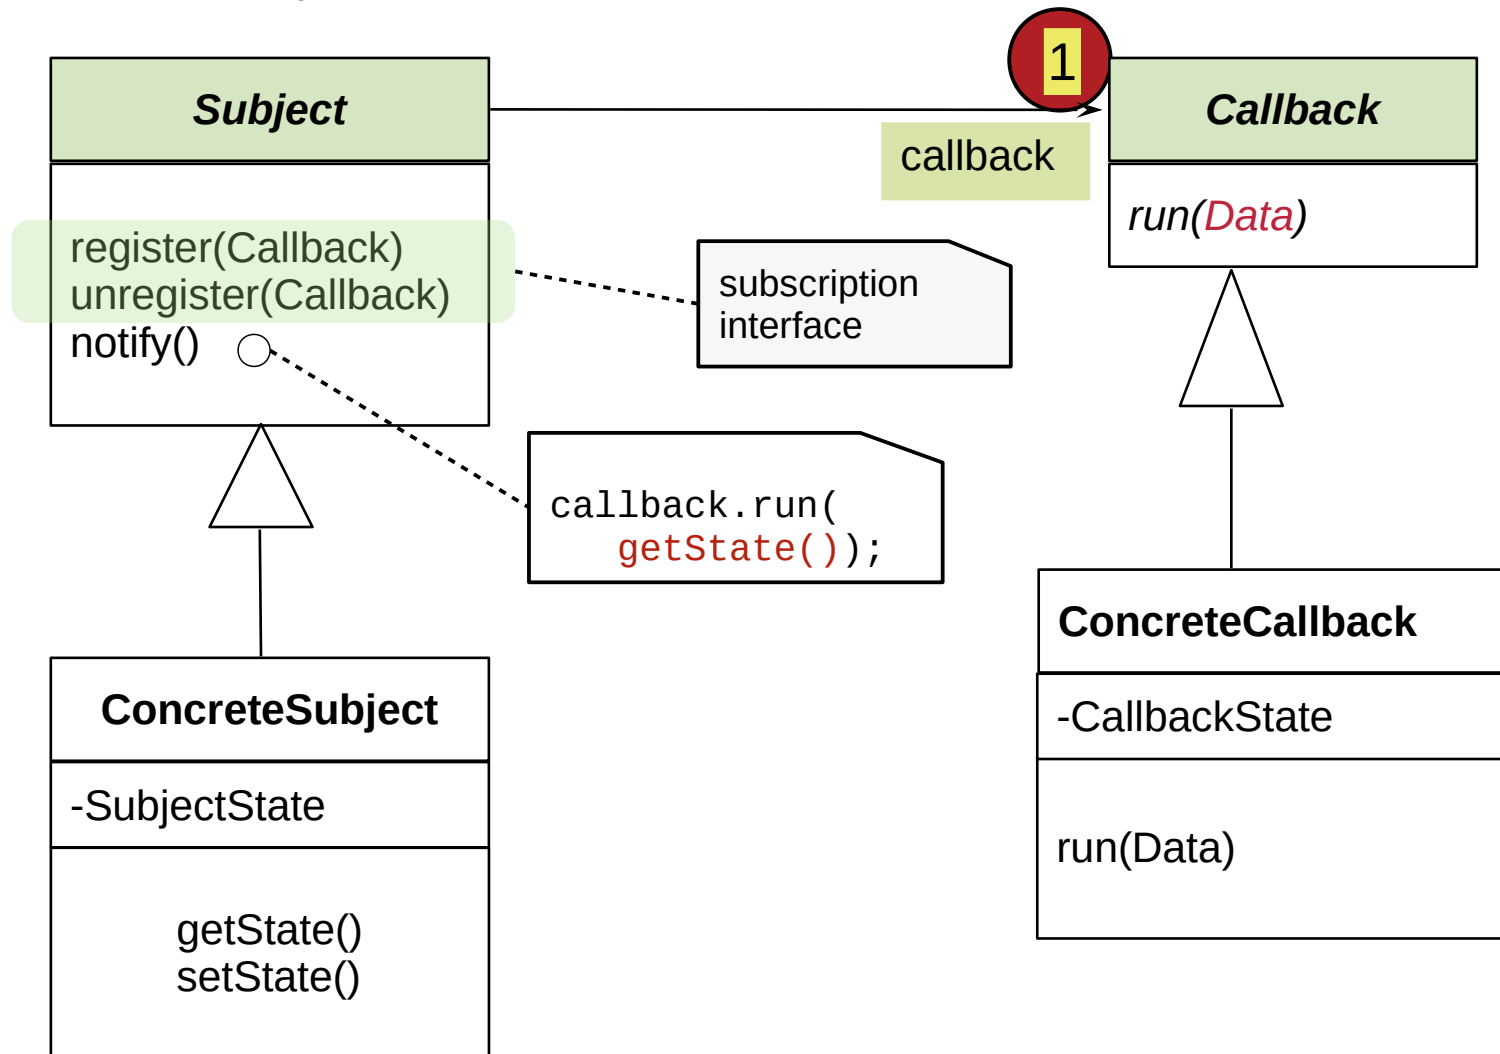 Subject
1
Callback
callback
run(Data)
register(Callback)
unregister(Callback)
notify()
subscription
interface
callback.run(
getState());
ConcreteSubject
-SubjectState
getState()
setState()
ConcreteCallback
-CallbackState
run(Data)